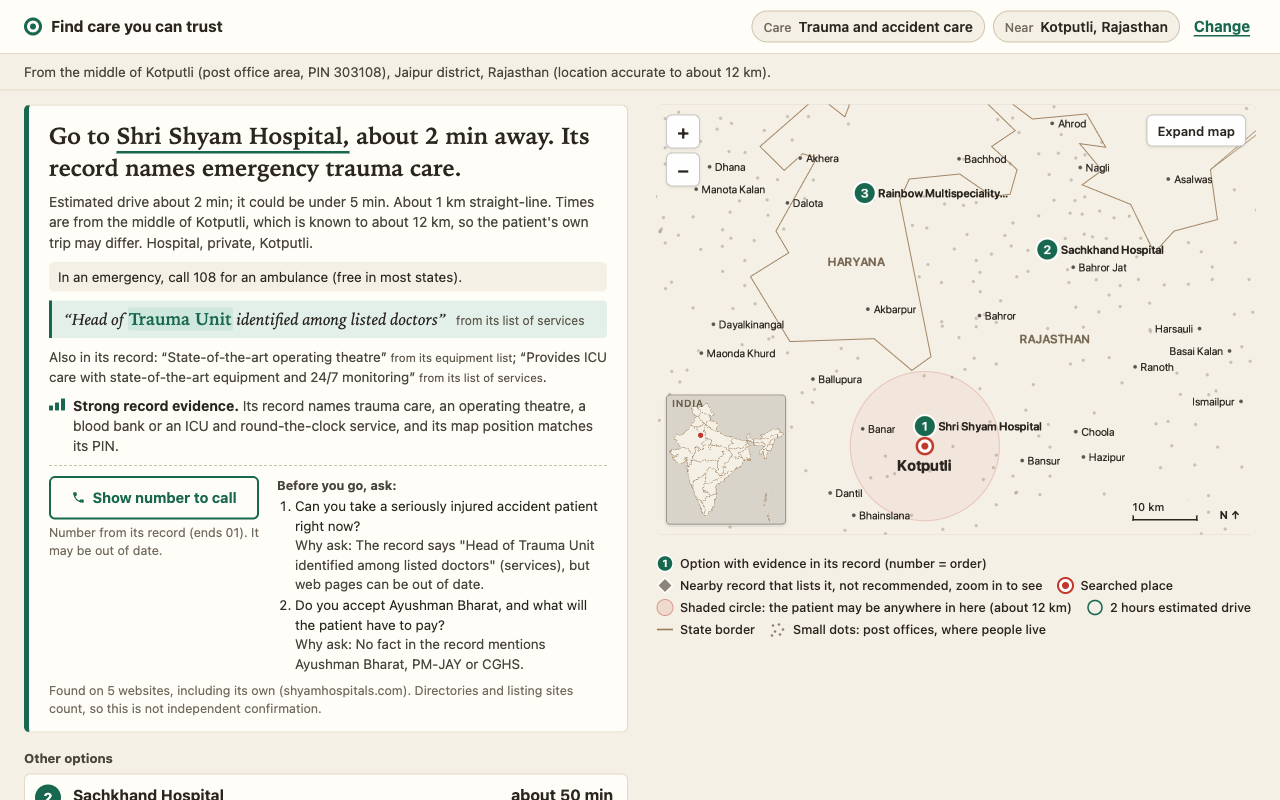 Find care you can trust
Care Trauma and accident care
Near Kotputli, Rajasthan
Change
From the middle of Kotputli (post office area, PIN 303108), Jaipur district, Rajasthan (location accurate to about 12 km).
Go to Shri Shyam Hospital, about 2 min away. Its
record names emergency trauma care.
Estimated drive about 2 min; it could be under 5 min. About 1 km straight-line. Times
are from the middle of Kotputli, which is known to about 12 km, so the patient's own
trip may differ. Hospital, private, Kotputli.
In an emergency, call 108 for an ambulance (free in most states).
“Head of Trauma Unit identified among listed doctors” from its list of services
Also in its record: “State-of-the-art operating theatre” from its equipment list; “Provides ICU
care with state-of-the-art equipment and 24/7 monitoring” from its list of services.
Strong record evidence. Its record names trauma care, an operating theatre, a
blood bank or an ICU and round-the-clock service, and its map position matches
its PIN.
Show number to call
Number from its record (ends 01). It
may be out of date.
Before you go, ask:
1. Can you take a seriously injured accident patient
right now?
Why ask: The record says "Head of Trauma Unit
identified among listed doctors" (services), but
web pages can be out of date.
2. Do you accept Ayushman Bharat, and what will
the patient have to pay?
Why ask: No fact in the record mentions
Ayushman Bharat, PM-JAY or CGHS.
Found on 5 websites, including its own (shyamhospitals.com). Directories and listing sites
count, so this is not independent confirmation.
Other options
2 Sachkhand Hospital about 50 min
+
−
Expand map
Ahrod
Akhera
Bachhod
Dhana
Nagli
Asalwas
Manota Kalan
3 Rainbow Multispeciality…
Dalota
2 Sachkhand Hospital
HARYANA
Bahror Jat
Akbarpur
Bahror
Dayalkinangal
Harsauli
RAJASTHAN
Maonda Khurd
Basai Kalan
Ranoth
Ballupura
INDIA
Ismailpur
Banar
1 Shri Shyam Hospital
Choola
Kotputli
Bansur
Hazipur
Dantil
Bhainslana
10 km
N ↑
1 Option with evidence in its record (number = order)
Nearby record that lists it, not recommended, zoom in to see
Searched place
Shaded circle: the patient may be anywhere in here (about 12 km)
2 hours estimated drive
State border
Small dots: post offices, where people live